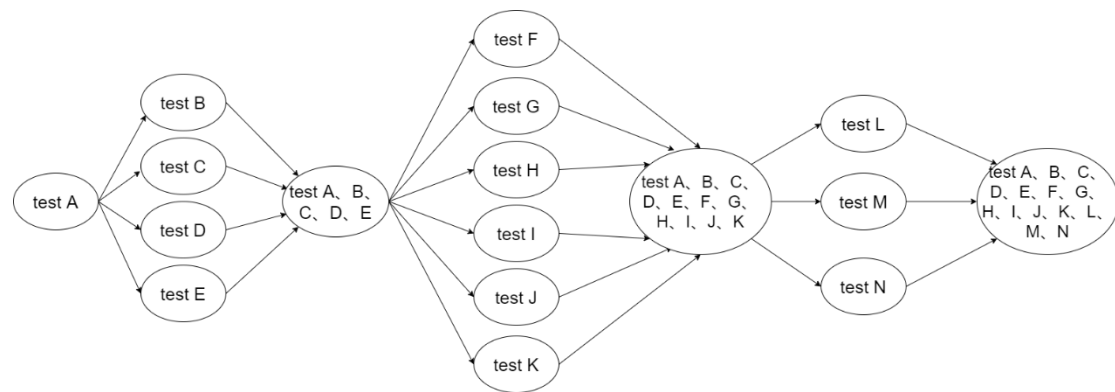 test A
test B
test C
test D
test E
test A、B、
C、D、E
test F
test G
test H
test I
test J
test K
test A、B、C、
D、E、F、G、
H、I、J、K
test L
test M
test N
test A、B、C、
D、E、F、G、
H、I、J、K、L、
M、N